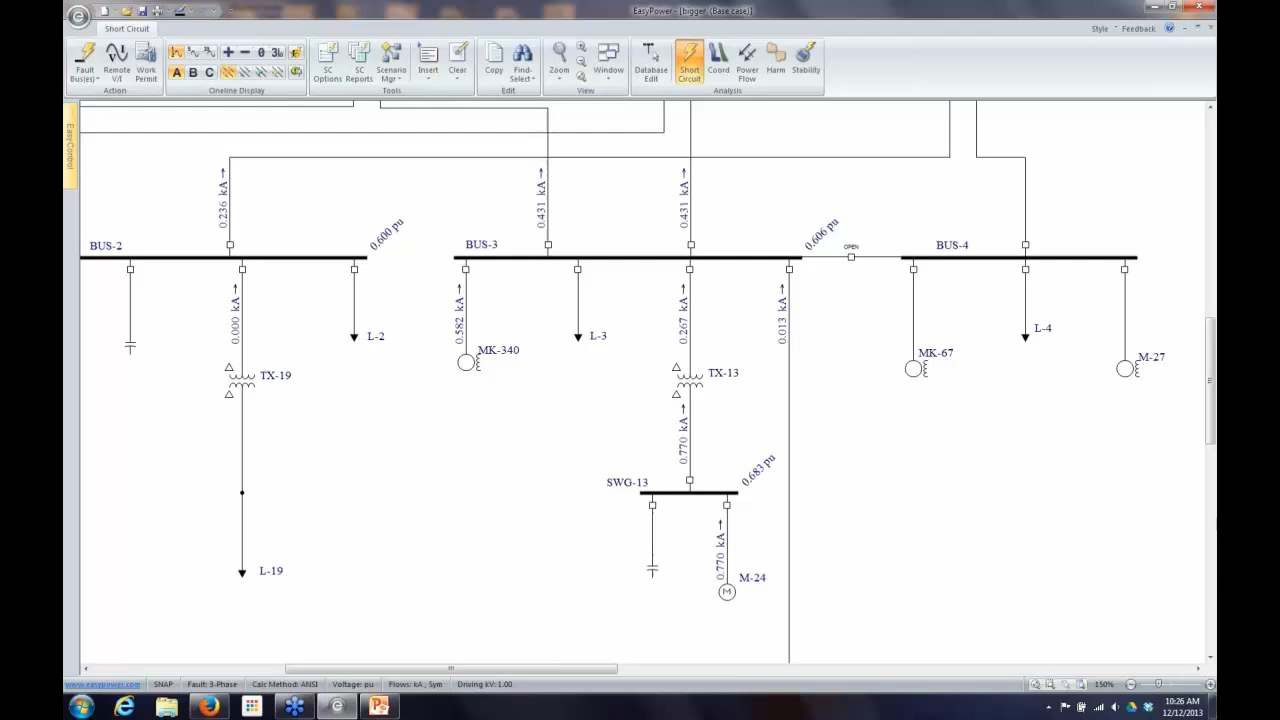 EasyPower - [bigger (Base case)]
Short Circuit
Style
Feedback
Fault Bus(es)
Remote V/I
Work Permit
Action
A B C
0 3I₀
Oneline Display
SC Options
SC Reports
Scenario Mgr
Tools
Insert
Clear
Copy
Find-Select
Edit
Zoom
Window
View
Database Edit
Short Circuit
Coord
Power Flow
Harm
Stability
Analysis
EasyControl
0.236 kA →
0.431 kA →
0.431 kA →
BUS-2
0.600 pu
BUS-3
0.606 pu
OPEN
BUS-4
0.000 kA →
L-2
0.582 kA →
MK-340
L-3
0.267 kA →
0.013 kA →
L-4
MK-67
M-27
TX-19
TX-13
0.770 kA →
SWG-13
0.683 pu
0.770 kA →
M-24
M
L-19
www.easypower.com
SNAP
Fault: 3-Phase
Calc Method: ANSI
Voltage: pu
Flows: kA , Sym
Driving kV: 1.00
150%
10:26 AM
12/12/2013